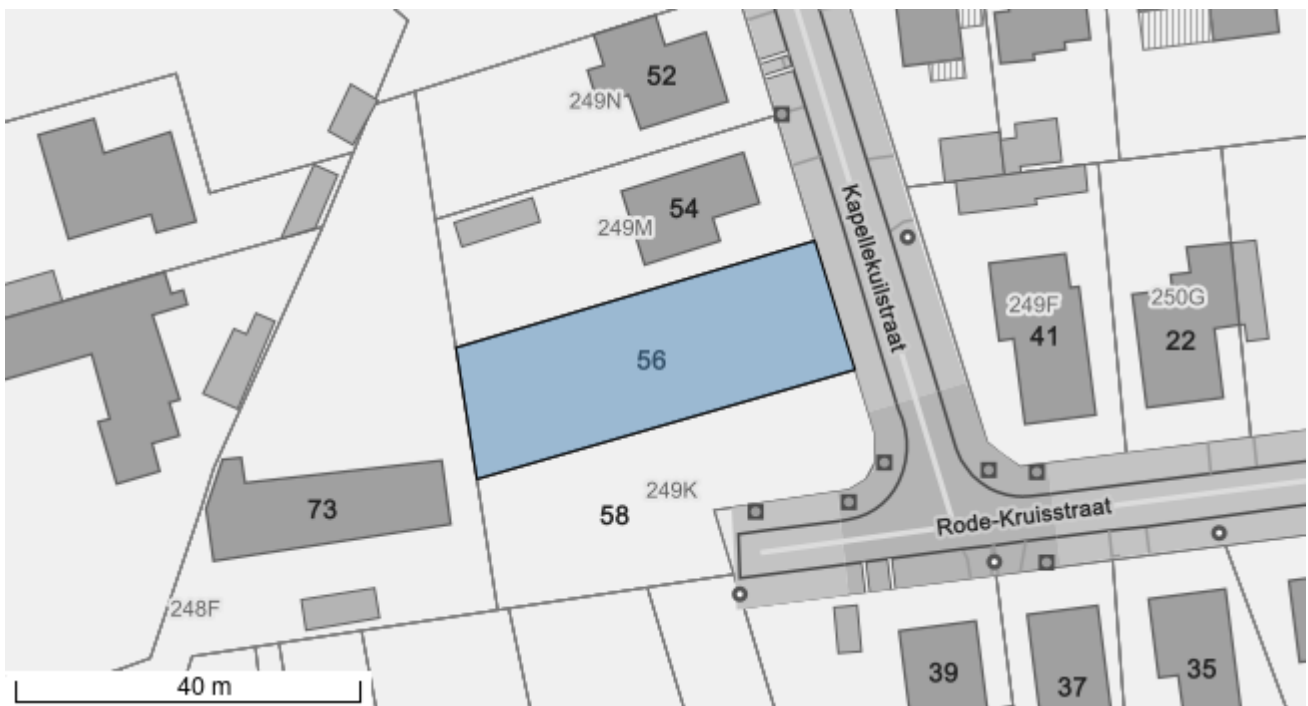 52
249N
54
249M
Kapellekuilstraat
249F
41
250G
22
56
249K
58
73
Rode-Kruisstraat
248F
39
37
35
40 m